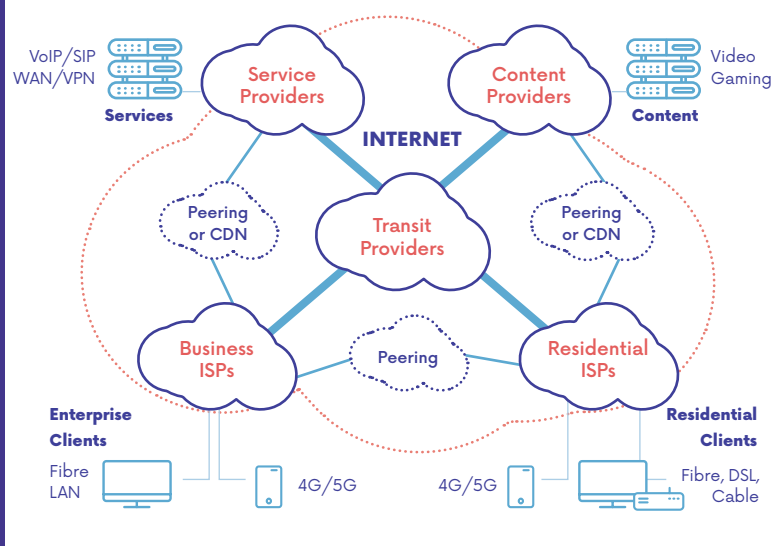 VoIP/SIP
WAN/VPN
Services
Service
Providers
Content
Providers
Video
Gaming
Content
INTERNET
Peering
or CDN
Transit
Providers
Peering
or CDN
Business
ISPs
Peering
Residential
ISPs
Enterprise
Clients
Fibre
LAN
4G/5G
4G/5G
Residential
Clients
Fibre, DSL,
Cable